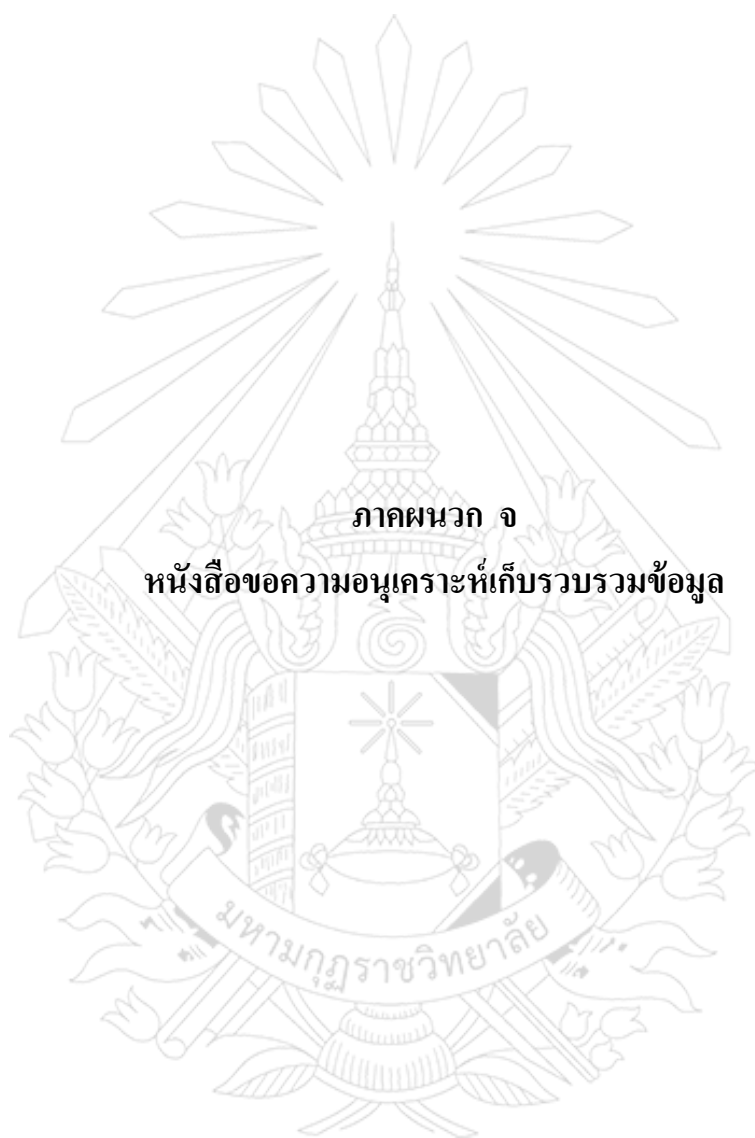 ภาคผนวก จ
หนังสือขอความอนุเคราะห์เก็บรวบรวมข้อมูล
มหามกุฏราชวิทยาลัย